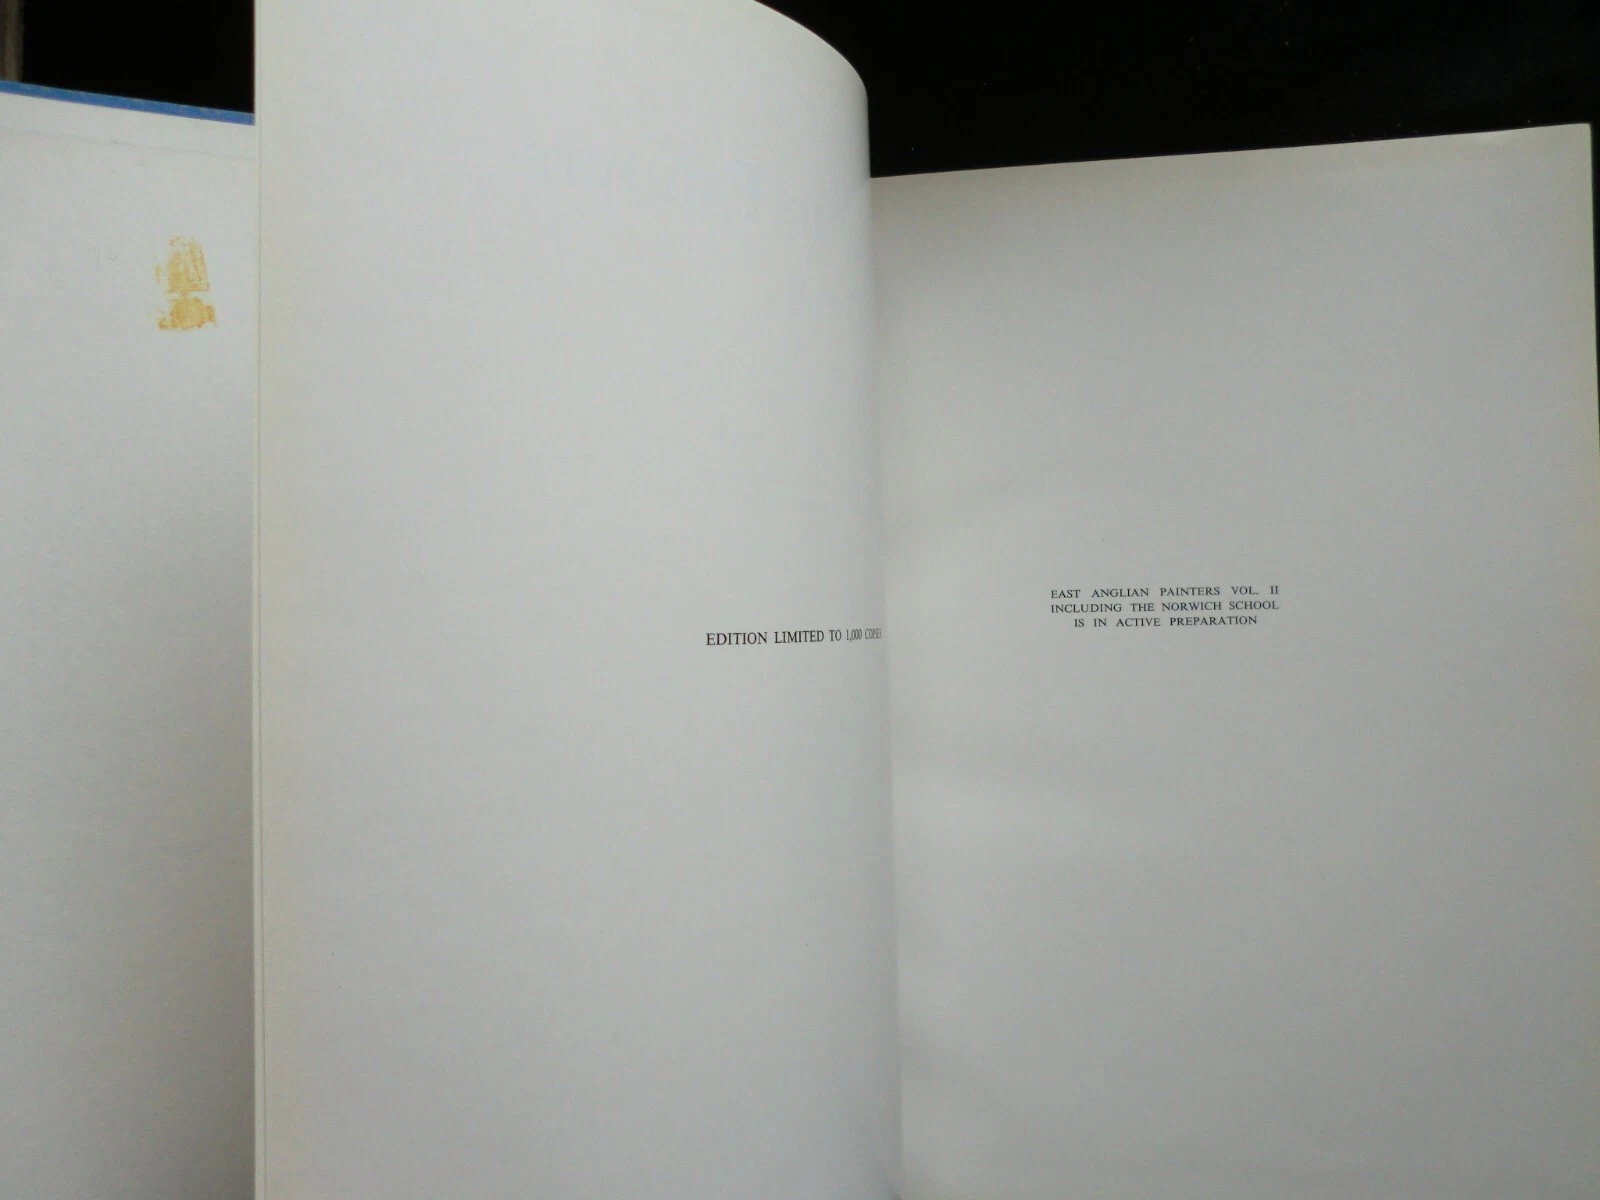 EDITION LIMITED TO 1,000 COPIES
EAST ANGLIAN PAINTERS VOL. II
INCLUDING THE NORWICH SCHOOL
IS IN ACTIVE PREPARATION